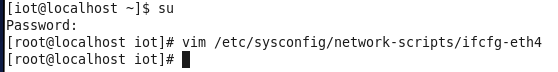 [iot@localhost ~]$ su
Password:
[root@localhost iot]# vim /etc/sysconfig/network-scripts/ifcfg-eth4
[root@localhost iot]#